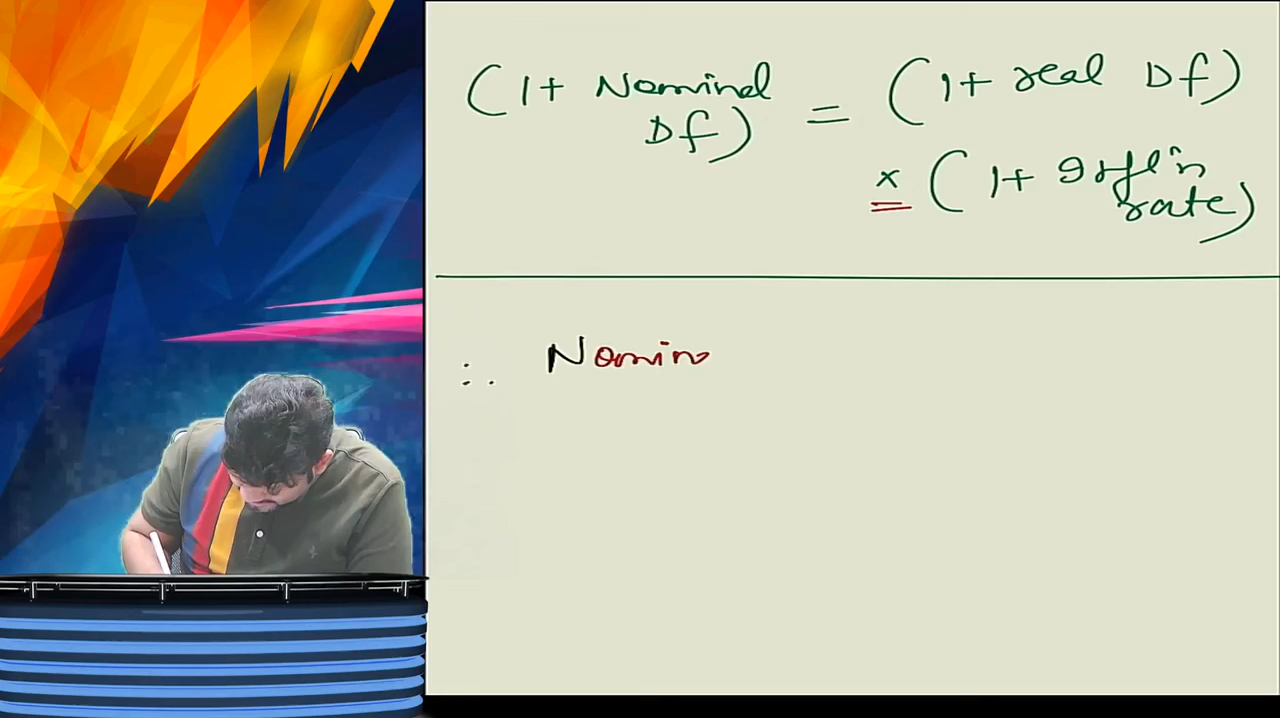 (1+ Nominal = (1+ real Df)
Df)
× (1+ Infl'n
rate)
∴ Nomin